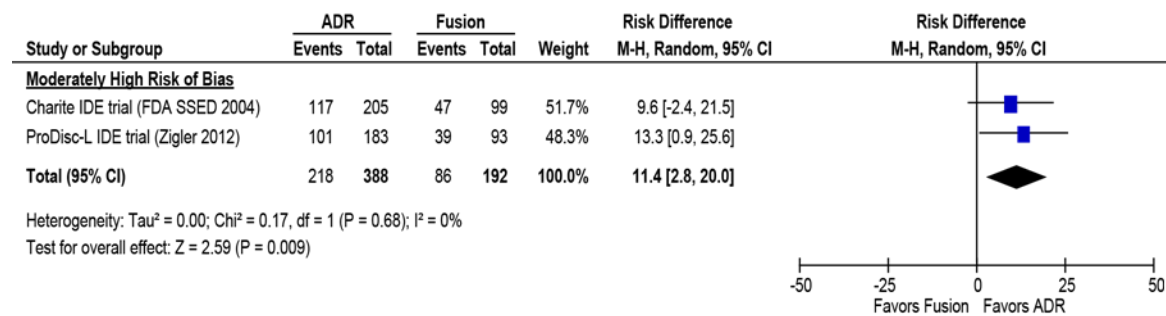 ADR Fusion Risk Difference Risk Difference
Study or Subgroup Events Total Events Total Weight M-H, Random, 95% CI M-H, Random, 95% CI
Moderately High Risk of Bias
Charite IDE trial (FDA SSED 2004) 117 205 47 99 51.7% 9.6 [-2.4, 21.5]
ProDisc-L IDE trial (Zigler 2012) 101 183 39 93 48.3% 13.3 [0.9, 25.6]
Total (95% CI) 218 388 86 192 100.0% 11.4 [2.8, 20.0]
Heterogeneity: Tau² = 0.00; Chi² = 0.17, df = 1 (P = 0.68); I² = 0%
Test for overall effect: Z = 2.59 (P = 0.009)
-50 -25 0 25 50
Favors Fusion Favors ADR